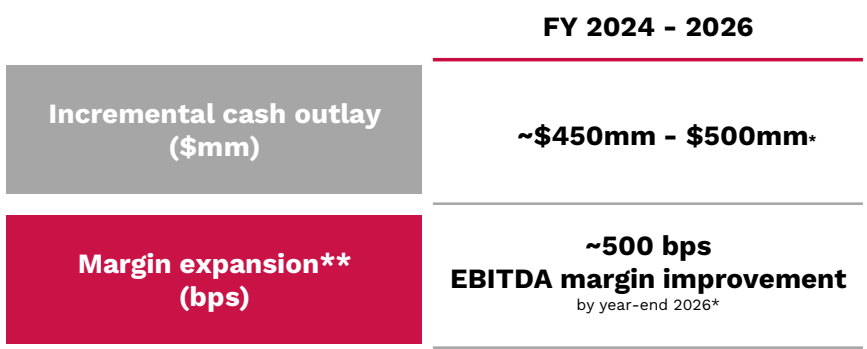 FY 2024 - 2026
Incremental cash outlay
($mm)
~$450mm - $500mm*
Margin expansion**
(bps)
~500 bps
EBITDA margin improvement
by year-end 2026*